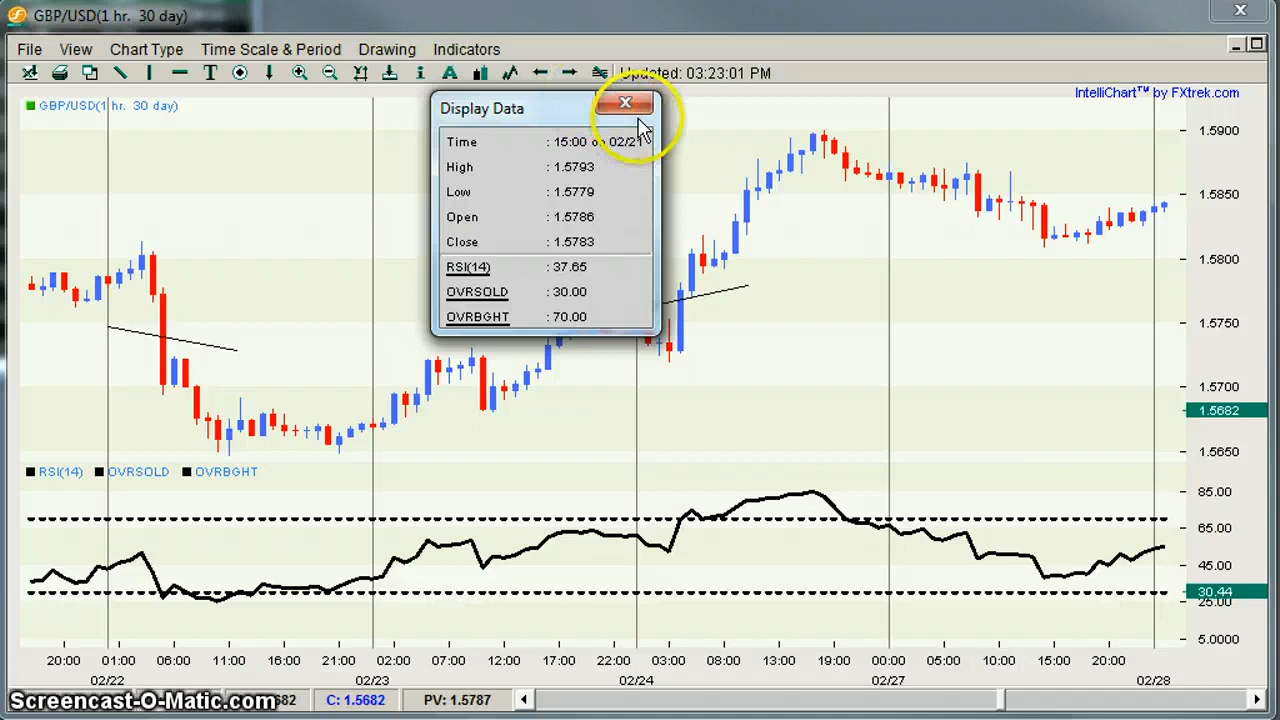 GBP/USD(1 hr. 30 day)
File View Chart Type Time Scale & Period Drawing Indicators
Updated: 03:23:01 PM
IntelliChart™ by FXtrek.com
GBP/USD(1 hr. 30 day)
Display Data
Time : 15:00 on 02/21
High : 1.5793
Low : 1.5779
Open : 1.5786
Close : 1.5783
RSI(14) : 37.65
OVRSOLD : 30.00
OVRBGHT : 70.00
1.5900
1.5850
1.5800
1.5750
1.5700
1.5682
1.5650
RSI(14) OVRSOLD OVRBGHT
85.00
65.00
45.00
30.44
25.00
5.0000
20:00 01:00 06:00 11:00 16:00 21:00 02:00 07:00 12:00 17:00 22:00 03:00 08:00 13:00 19:00 00:00 05:00 10:00 15:00 20:00
02/22 02/23 02/24 02/27 02/28
Screencast-O-Matic.com
C: 1.5682 PV: 1.5787